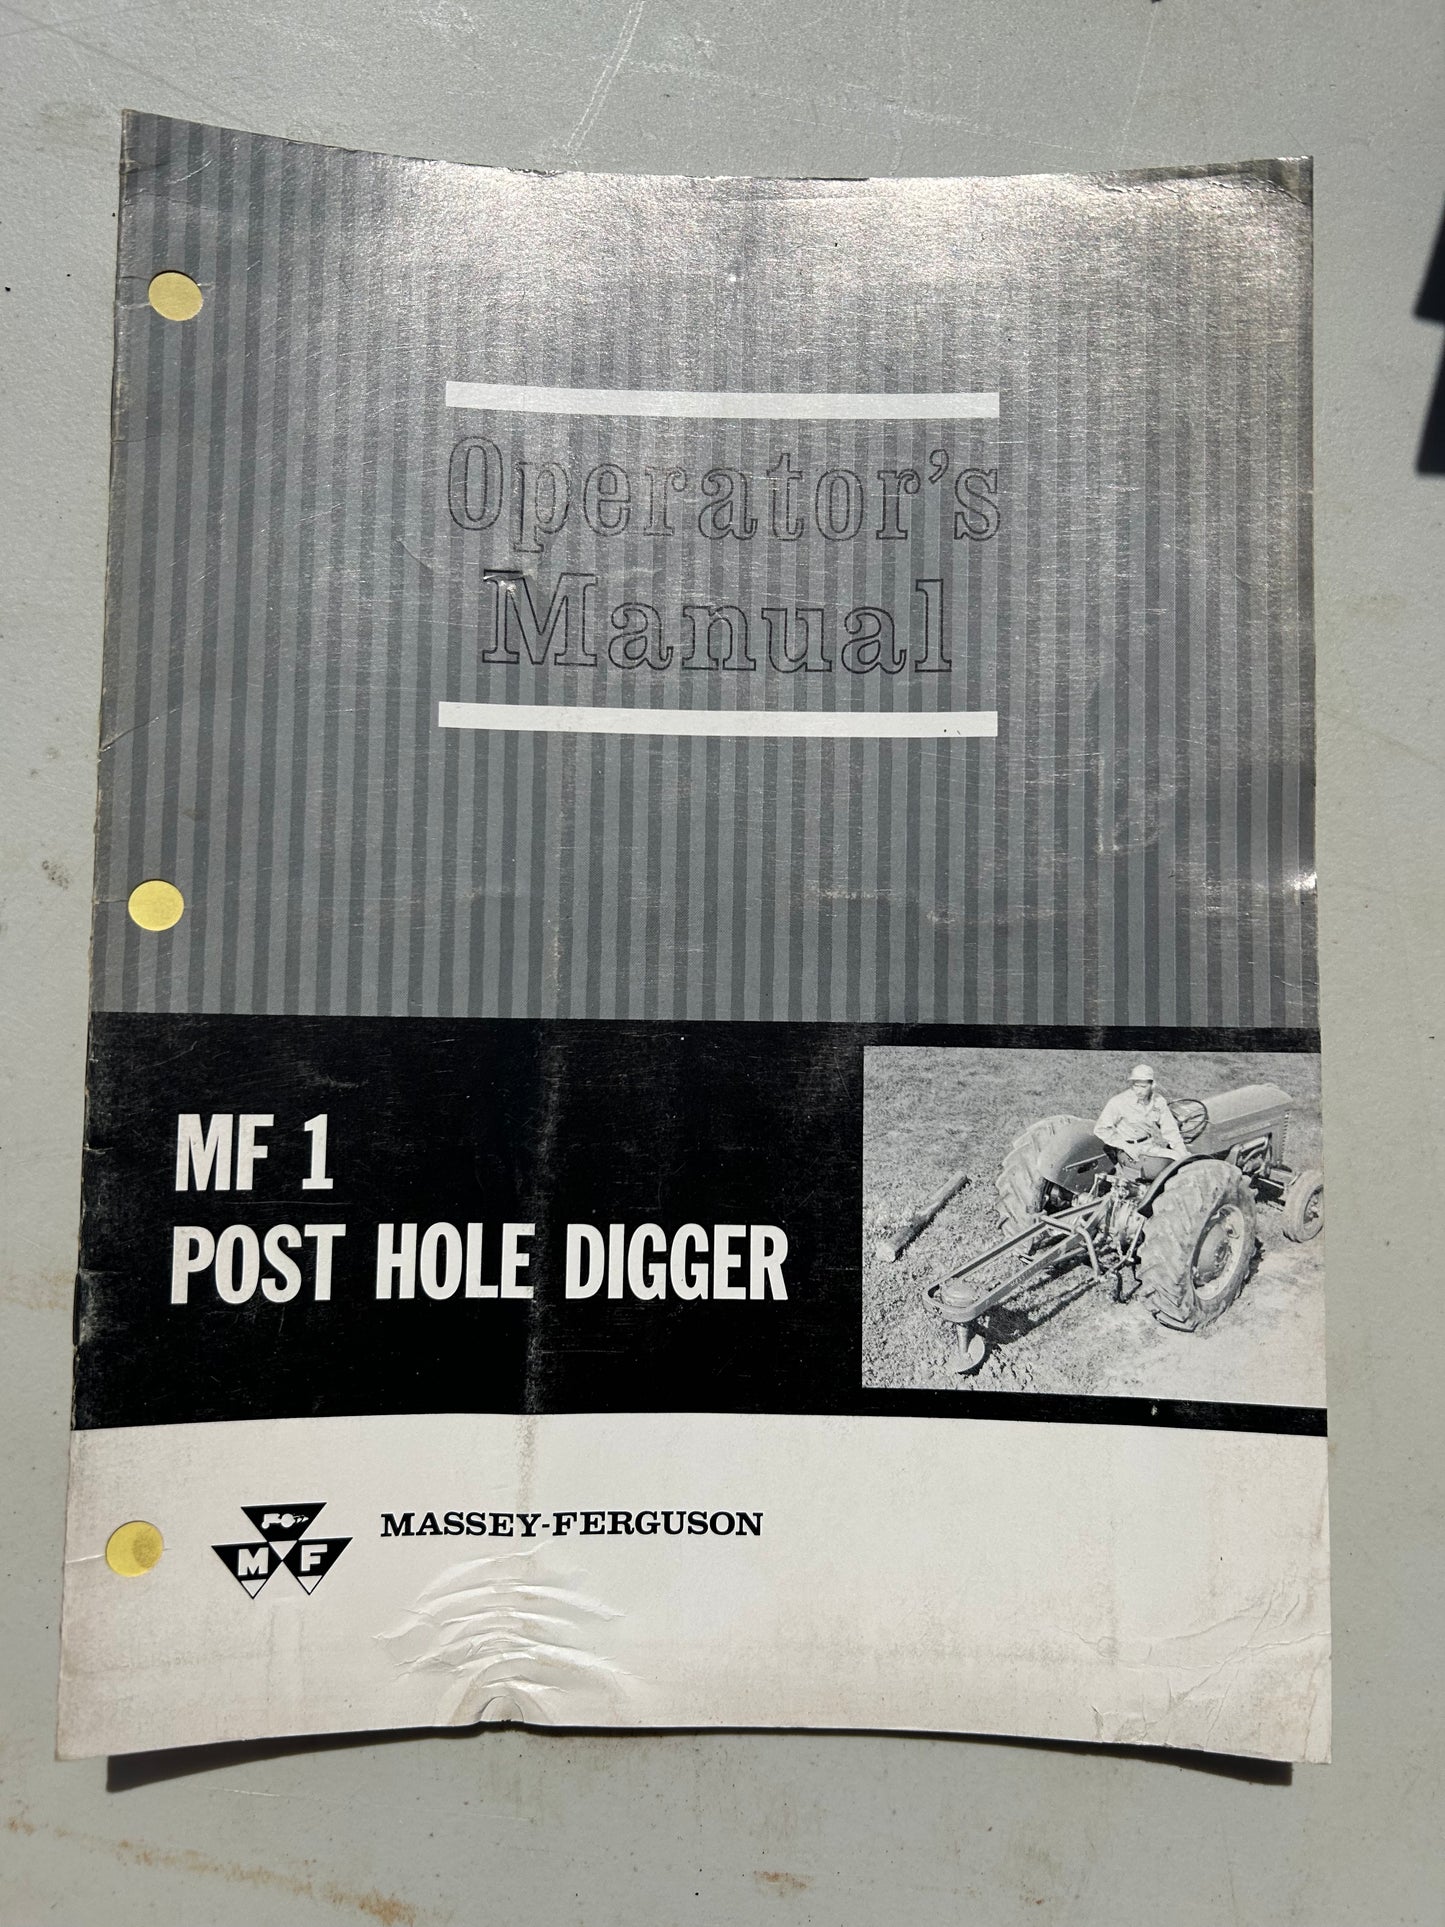 Operator's
Manual
MF 1
POST HOLE DIGGER
MF
MASSEY-FERGUSON